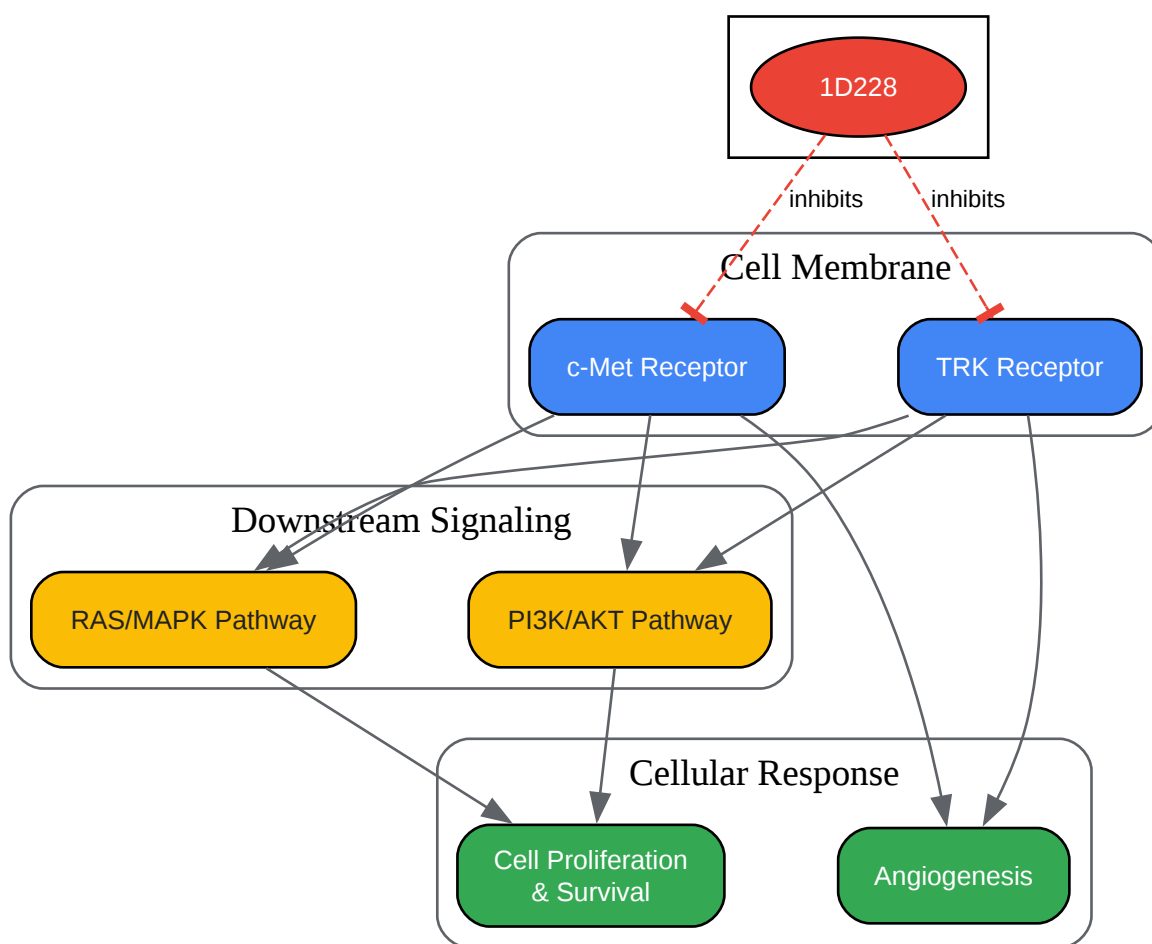 1D228
inhibits
inhibits
Cell Membrane
c-Met Receptor
TRK Receptor
Downstream Signaling
RAS/MAPK Pathway
PI3K/AKT Pathway
Cellular Response
Cell Proliferation
& Survival
Angiogenesis